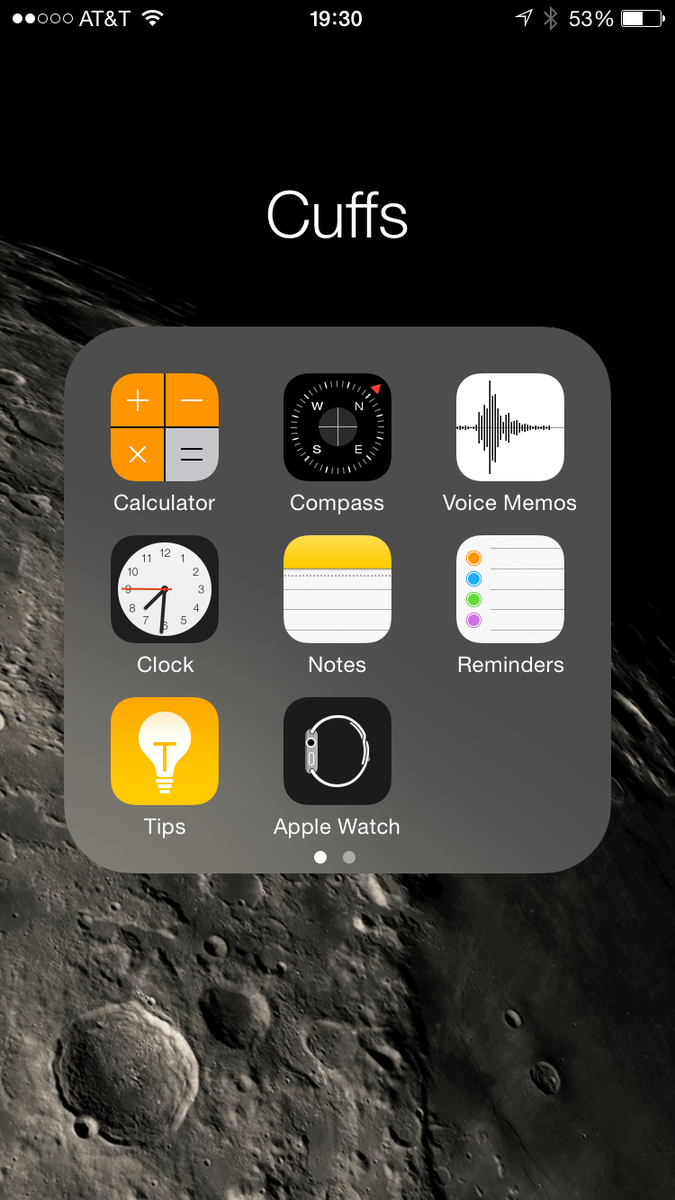 AT&T 19:30 53%
Cuffs
+ −
× =
W N
S E
Calculator Compass Voice Memos
12
11 1
10 2
9 3
8 4
7 5
6
Clock Notes Reminders
T
Tips Apple Watch